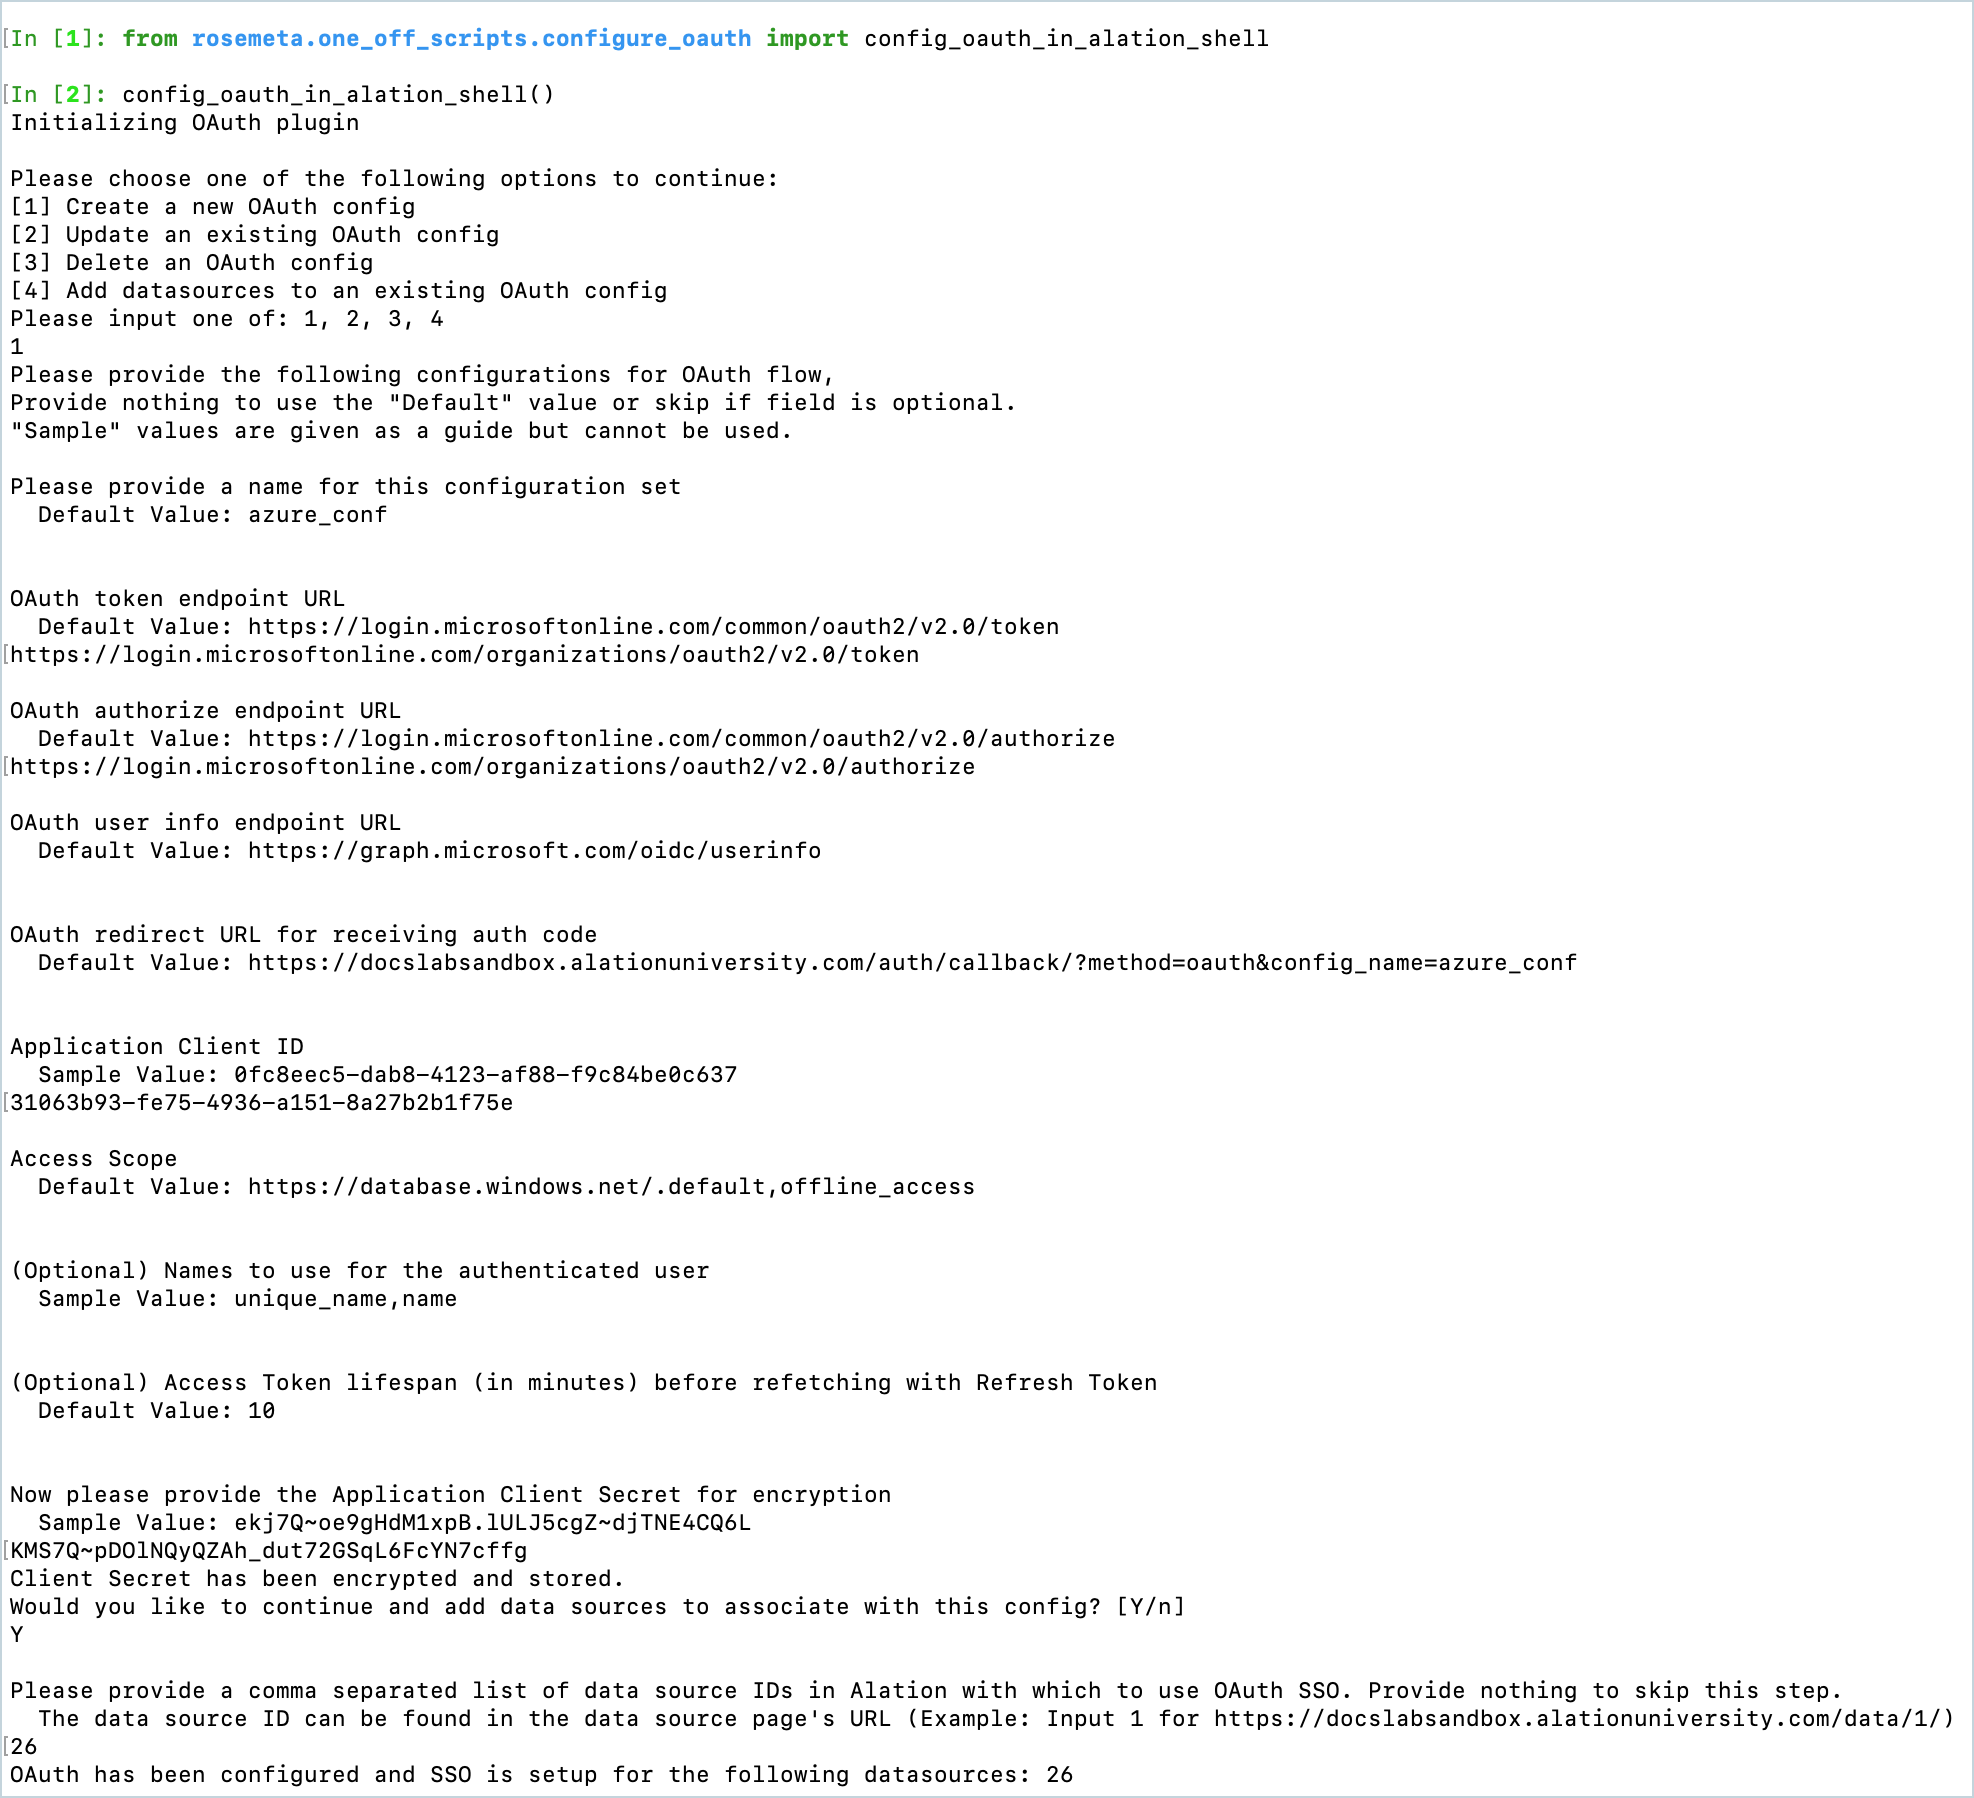 In [1]: from rosemeta.one_off_scripts.configure_oauth import config_oauth_in_alation_shell
In [2]: config_oauth_in_alation_shell()
Initializing OAuth plugin
Please choose one of the following options to continue:
[1] Create a new OAuth config
[2] Update an existing OAuth config
[3] Delete an OAuth config
[4] Add datasources to an existing OAuth config
Please input one of: 1, 2, 3, 4
1
Please provide the following configurations for OAuth flow,
Provide nothing to use the "Default" value or skip if field is optional.
"Sample" values are given as a guide but cannot be used.
Please provide a name for this configuration set
Default Value: azure_conf
OAuth token endpoint URL
Default Value: https://login.microsoftonline.com/common/oauth2/v2.0/token
https://login.microsoftonline.com/organizations/oauth2/v2.0/token
OAuth authorize endpoint URL
Default Value: https://login.microsoftonline.com/common/oauth2/v2.0/authorize
https://login.microsoftonline.com/organizations/oauth2/v2.0/authorize
OAuth user info endpoint URL
Default Value: https://graph.microsoft.com/oidc/userinfo
OAuth redirect URL for receiving auth code
Default Value: https://docslabsandbox.alationuniversity.com/auth/callback/?method=oauth&config_name=azure_conf
Application Client ID
Sample Value: 0fc8eec5-dab8-4123-af88-f9c84be0c637
31063b93-fe75-4936-a151-8a27b2b1f75e
Access Scope
Default Value: https://database.windows.net/.default,offline_access
(Optional) Names to use for the authenticated user
Sample Value: unique_name,name
(Optional) Access Token lifespan (in minutes) before refetching with Refresh Token
Default Value: 10
Now please provide the Application Client Secret for encryption
Sample Value: ekj7Q~oe9gHdM1xpB.lULJ5cgZ~djTNE4CQ6L
KMS7Q~pDOlNQyQZAh_dut72GSqL6FcYN7cffg
Client Secret has been encrypted and stored.
Would you like to continue and add data sources to associate with this config? [Y/n]
Y
Please provide a comma separated list of data source IDs in Alation with which to use OAuth SSO. Provide nothing to skip this step.
The data source ID can be found in the data source page's URL (Example: Input 1 for https://docslabsandbox.alationuniversity.com/data/1/)
26
OAuth has been configured and SSO is setup for the following datasources: 26